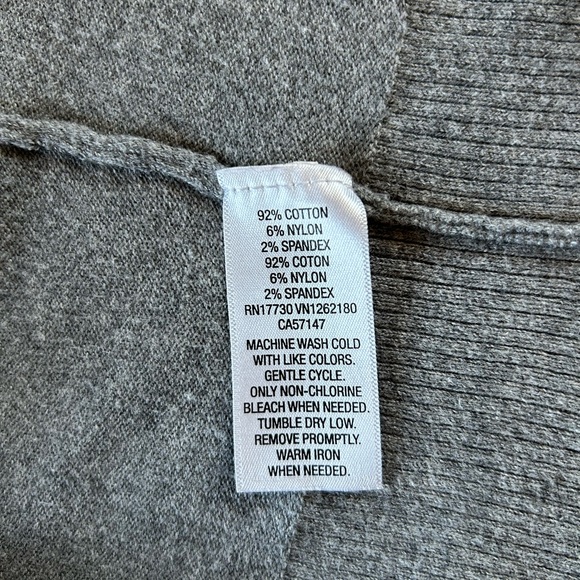 92% COTTON
6% NYLON
2% SPANDEX
92% COTON
6% NYLON
2% SPANDEX
RN17730 VN1262180
CA57147
MACHINE WASH COLD
WITH LIKE COLORS.
GENTLE CYCLE.
ONLY NON-CHLORINE
BLEACH WHEN NEEDED.
TUMBLE DRY LOW.
REMOVE PROMPTLY.
WARM IRON
WHEN NEEDED.